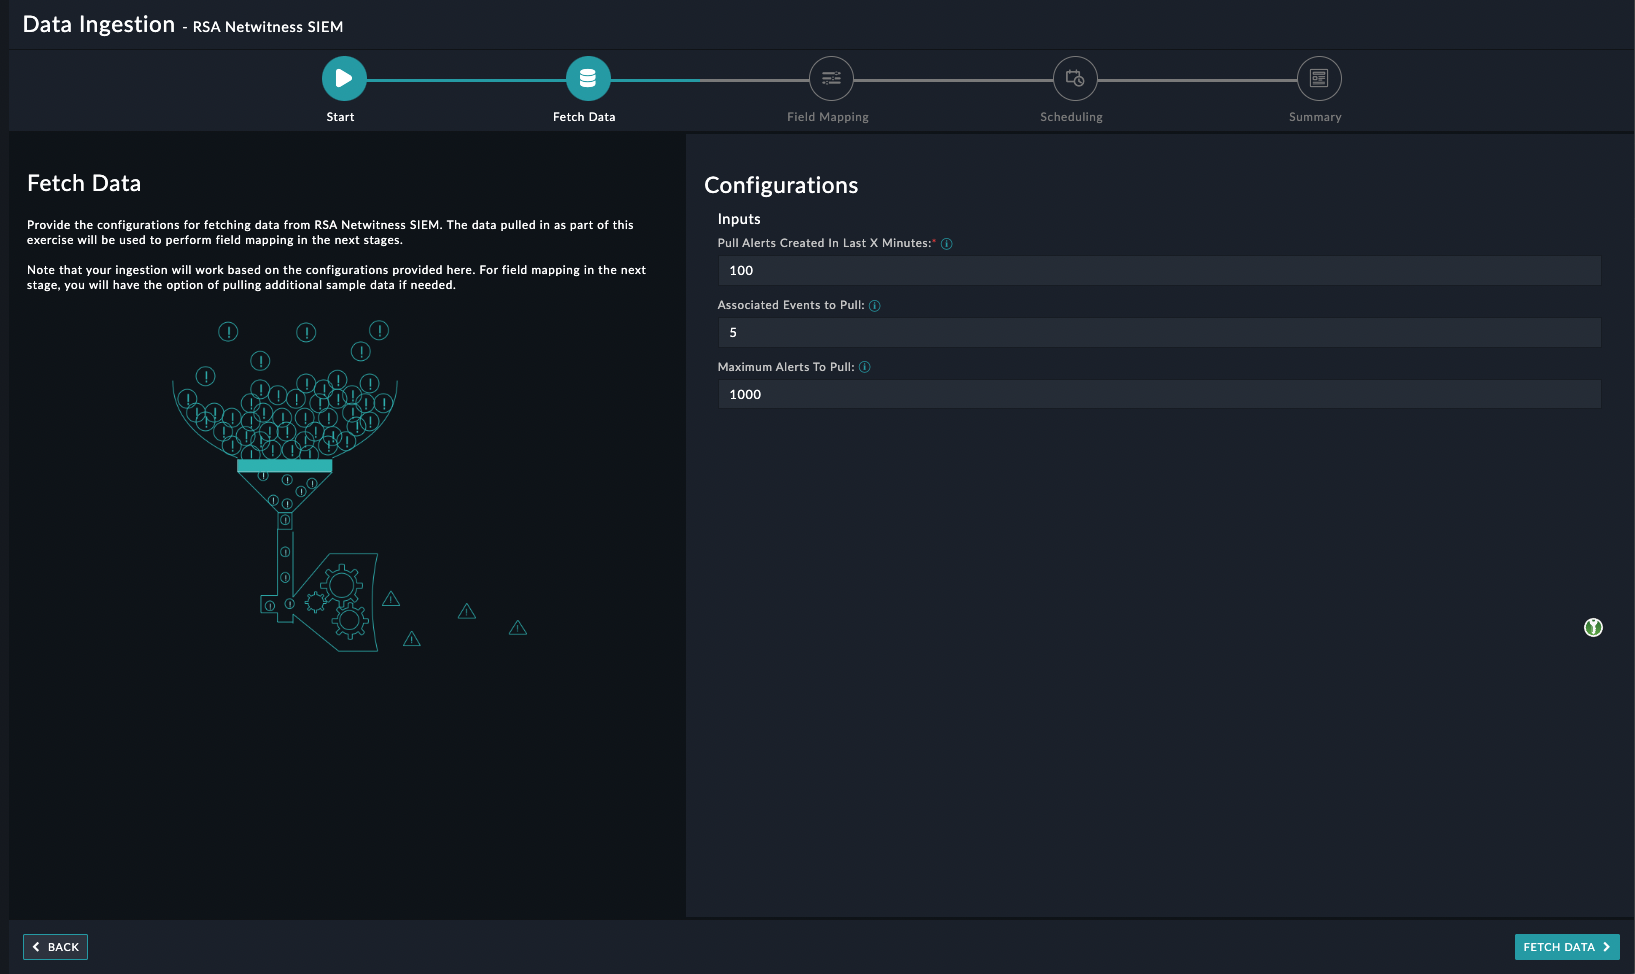 Data Ingestion - RSA Netwitness SIEM
Start
Fetch Data
Field Mapping
Scheduling
Summary
Fetch Data
Provide the configurations for fetching data from RSA Netwitness SIEM. The data pulled in as part of this
exercise will be used to perform field mapping in the next stages.
Note that your ingestion will work based on the configurations provided here. For field mapping in the next
stage, you will have the option of pulling additional sample data if needed.
Configurations
Inputs
Pull Alerts Created In Last X Minutes:*
100
Associated Events to Pull:
5
Maximum Alerts To Pull:
1000
BACK
FETCH DATA